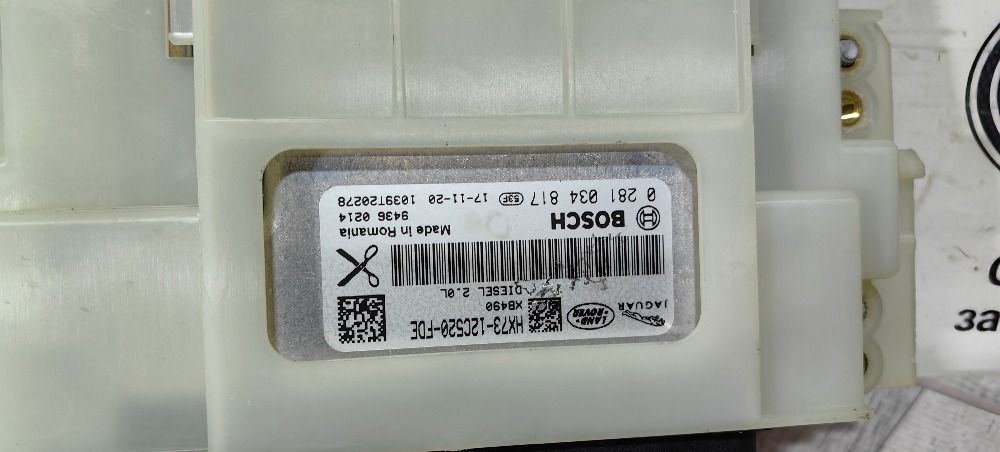 JAGUAR
LAND-
ROVER
HX73-12C520-FDE
XB490
DIESEL 2.0L
BOSCH
Made in Romania
9436 0214
0 281 034 817 53F 17-11-20 1039T20278
за